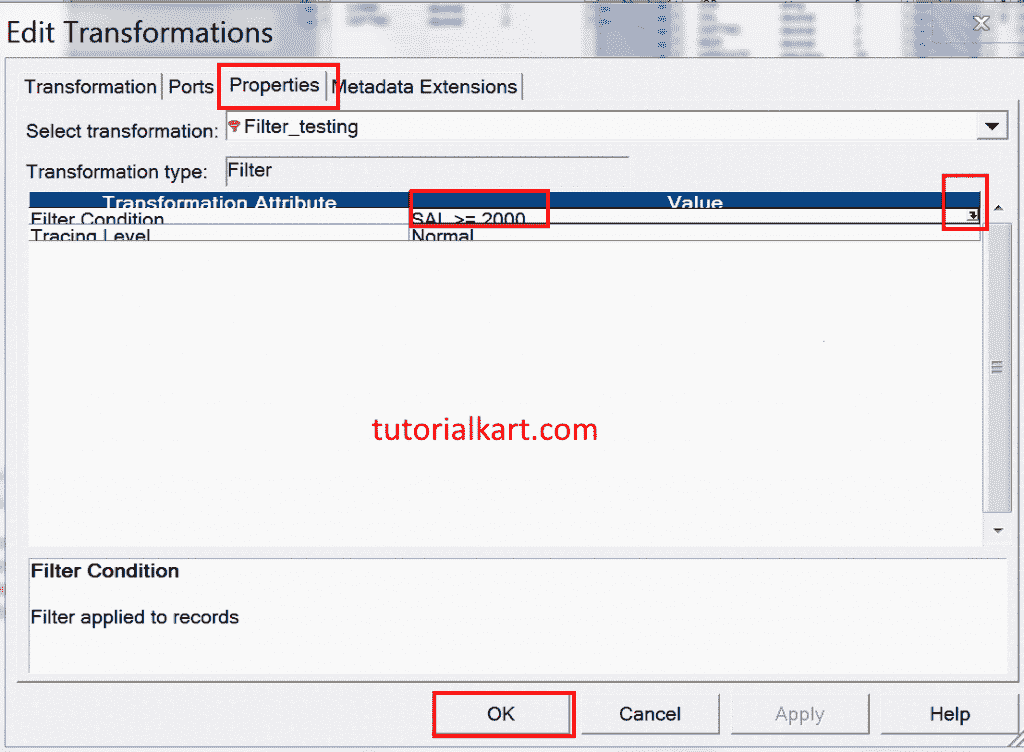 Edit Transformations
Transformation Ports Properties Metadata Extensions
Select transformation: Filter_testing
Transformation type: Filter
Transformation Attribute Value
Filter Condition SAL >= 2000
Tracing Level Normal
tutorialkart.com
Filter Condition
Filter applied to records
OK Cancel Apply Help